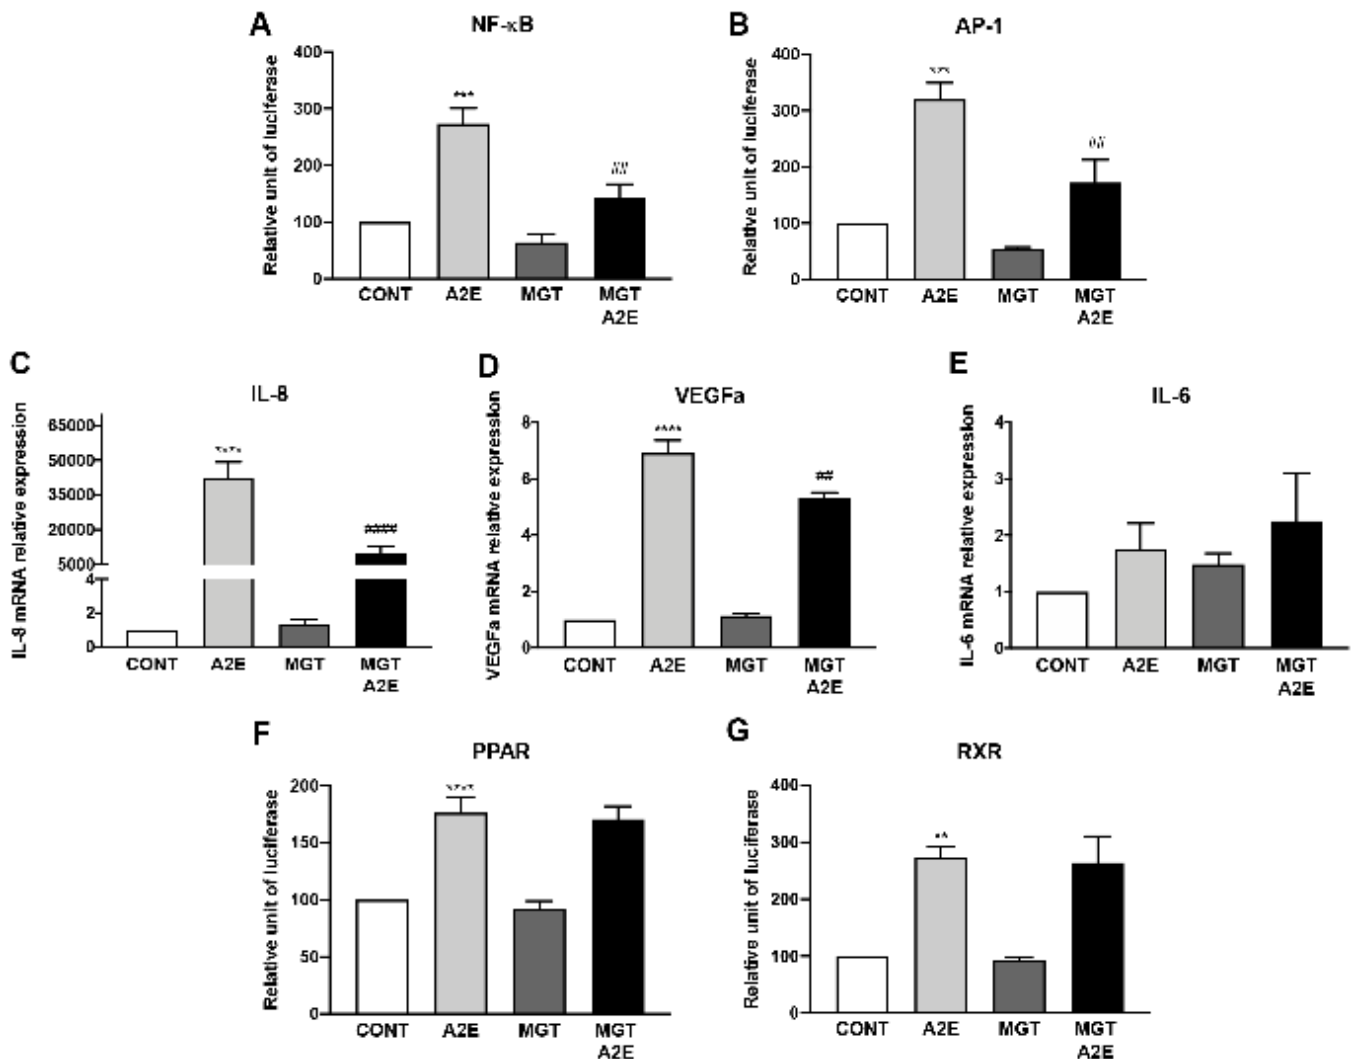 A
NF-κB
Relative unit of luciferase
400
300
200
100
0
***
##
CONT A2E MGT MGT
A2E
B
AP-1
Relative unit of luciferase
400
300
200
100
0
***
##
CONT A2E MGT MGT
A2E
C
IL-8
IL-8 mRNA relative expression
65000
50000
35000
20000
5000
4
2
0
****
####
CONT A2E MGT MGT
A2E
D
VEGFa
VEGFa mRNA relative expression
8
6
4
2
0
****
##
CONT A2E MGT MGT
A2E
E
IL-6
IL-6 mRNA relative expression
4
3
2
1
0
CONT A2E MGT MGT
A2E
F
PPAR
Relative unit of luciferase
200
150
100
50
0
****
CONT A2E MGT MGT
A2E
G
RXR
Relative unit of luciferase
400
300
200
100
0
**
CONT A2E MGT MGT
A2E